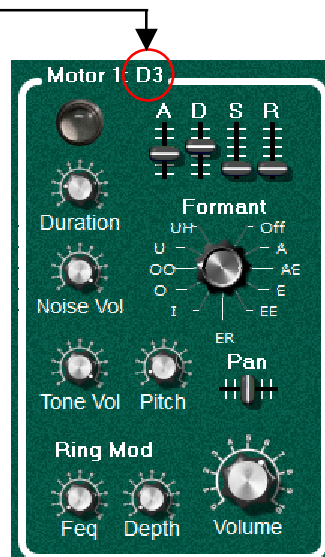 Motor 1: D3
A D S R
Duration
Formant
UH Off
U A
OO AE
Noise Vol
O E
I EE
ER
Pan
Tone Vol Pitch
Ring Mod
Feq Depth Volume